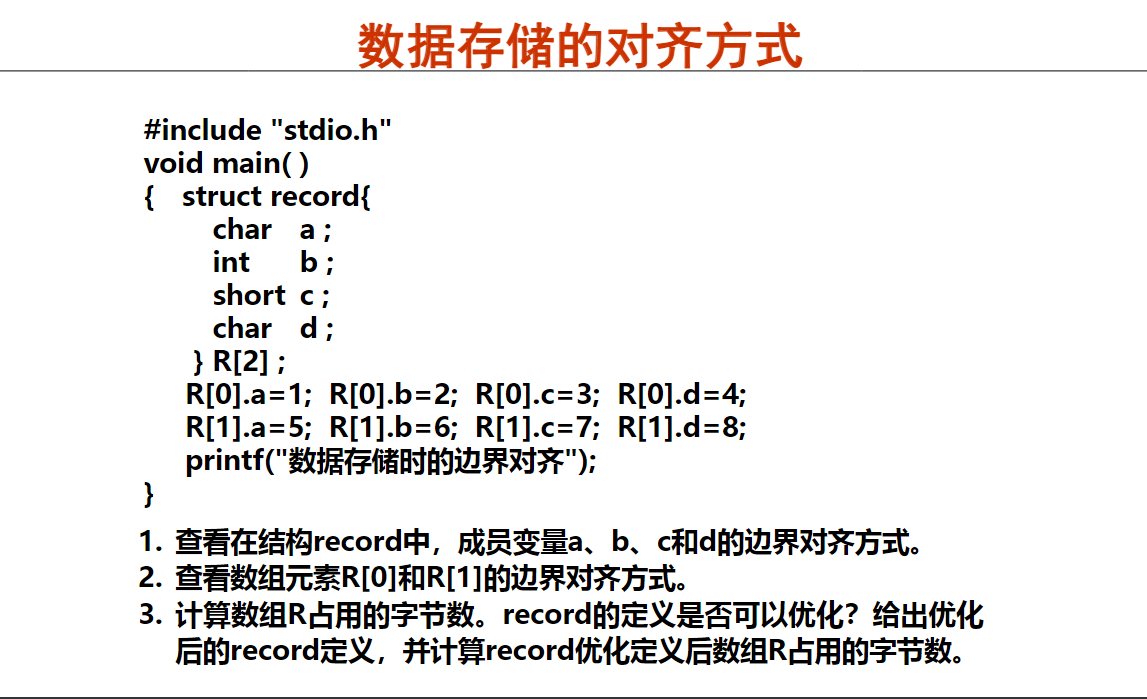 数据存储的对齐方式
#include "stdio.h"
void main( )
{ struct record{
char a ;
int b ;
short c ;
char d ;
} R[2] ;
R[0].a=1; R[0].b=2; R[0].c=3; R[0].d=4;
R[1].a=5; R[1].b=6; R[1].c=7; R[1].d=8;
printf("数据存储时的边界对齐");
}
1. 查看在结构record中，成员变量a、b、c和d的边界对齐方式。
2. 查看数组元素R[0]和R[1]的边界对齐方式。
3. 计算数组R占用的字节数。record的定义是否可以优化？给出优化
后的record定义，并计算record优化定义后数组R占用的字节数。